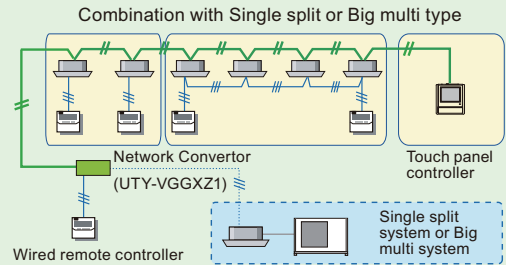 Combination with Single split or Big multi type
Touch panel
controller
Network Convertor
(UTY-VGGXZ1)
Single split
system or Big
multi system
Wired remote controller